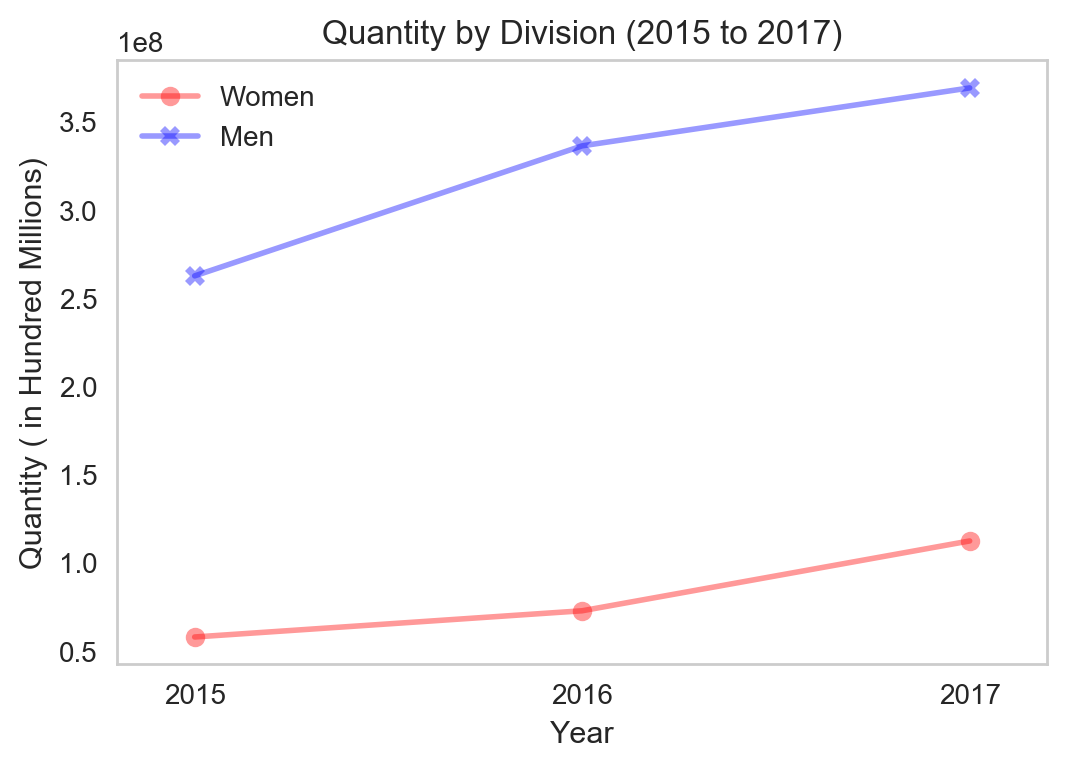 Quantity by Division (2015 to 2017)
1e8
Women
Men
3.5
3.0
2.5
2.0
1.5
1.0
0.5
Quantity ( in Hundred Millions)
2015
2016
2017
Year